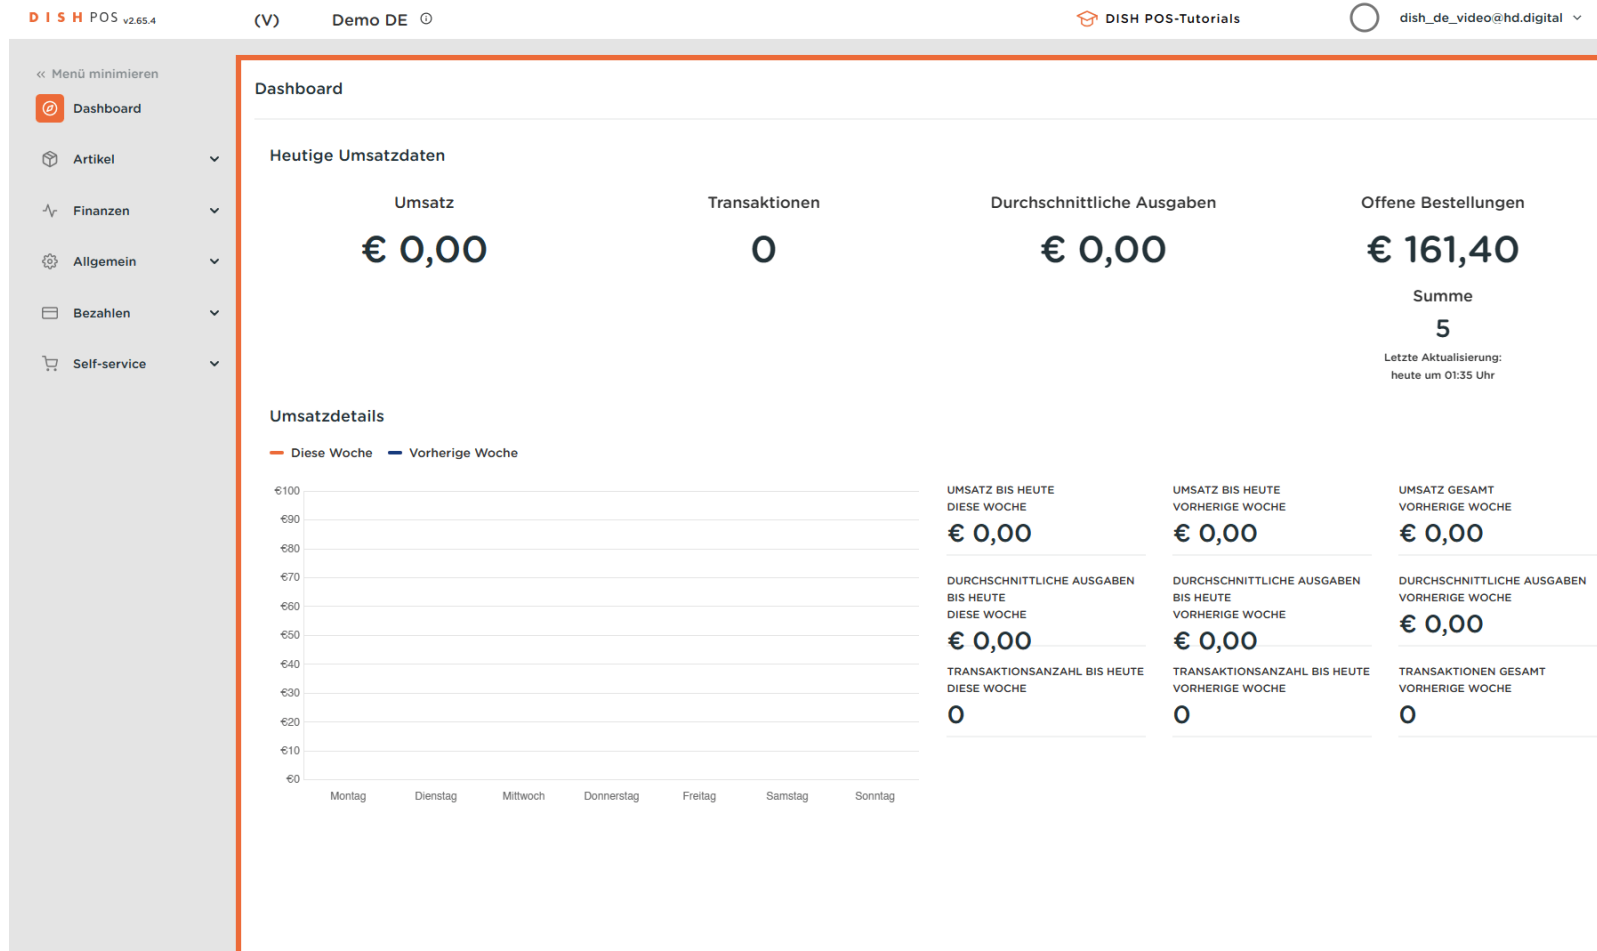 DISH POS v2.65.4
(V)
Demo DE
DISH POS-Tutorials
dish_de_video@hd.digital
Menü minimieren
Dashboard
Artikel
Finanzen
Allgemein
Bezahlen
Self-service
Dashboard
Heutige Umsatzdaten
Umsatz
€ 0,00
Transaktionen
0
Durchschnittliche Ausgaben
€ 0,00
Offene Bestellungen
€ 161,40
Summe
5
Letzte Aktualisierung:
heute um 01:35 Uhr
Umsatzdetails
Diese Woche
Vorherige Woche
€100
€90
€80
€70
€60
€50
€40
€30
€20
€10
€0
Montag
Dienstag
Mittwoch
Donnerstag
Freitag
Samstag
Sonntag
UMSATZ BIS HEUTE
DIESE WOCHE
€ 0,00
UMSATZ BIS HEUTE
VORHERIGE WOCHE
€ 0,00
UMSATZ GESAMT
VORHERIGE WOCHE
€ 0,00
DURCHSCHNITTLICHE AUSGABEN
BIS HEUTE
DIESE WOCHE
€ 0,00
DURCHSCHNITTLICHE AUSGABEN
BIS HEUTE
VORHERIGE WOCHE
€ 0,00
DURCHSCHNITTLICHE AUSGABEN
VORHERIGE WOCHE
€ 0,00
TRANSAKTIONSANZAHL BIS HEUTE
DIESE WOCHE
0
TRANSAKTIONSANZAHL BIS HEUTE
VORHERIGE WOCHE
0
TRANSAKTIONEN GESAMT
VORHERIGE WOCHE
0